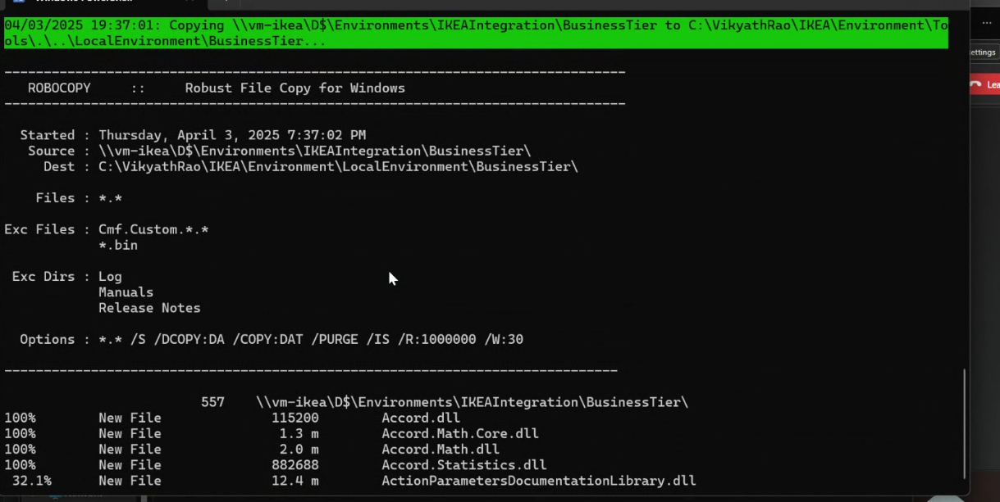 04/03/2025 19:37:01: Copying \\vm-ikea\D$\Environments\IKEAIntegration\BusinessTier to C:\VikyathRao\IKEA\Environment\To
ols\.\..\LocalEnvironment\BusinessTier...
ettings
-------------------------------------------------------------------------------
ROBOCOPY     ::     Robust File Copy for Windows
Lea
-------------------------------------------------------------------------------
Started : Thursday, April 3, 2025 7:37:02 PM
Source : \\vm-ikea\D$\Environments\IKEAIntegration\BusinessTier\
Dest : C:\VikyathRao\IKEA\Environment\LocalEnvironment\BusinessTier\
Files : *.*
Exc Files : Cmf.Custom.*.*
*.bin
Exc Dirs : Log
Manuals
Release Notes
Options : *.* /S /DCOPY:DA /COPY:DAT /PURGE /IS /R:1000000 /W:30
------------------------------------------------------------------------------
557    \\vm-ikea\D$\Environments\IKEAIntegration\BusinessTier\
100%        New File              115200        Accord.dll
100%        New File               1.3 m        Accord.Math.Core.dll
100%        New File               2.0 m        Accord.Math.dll
100%        New File              882688        Accord.Statistics.dll
32.1%       New File              12.4 m        ActionParametersDocumentationLibrary.dll